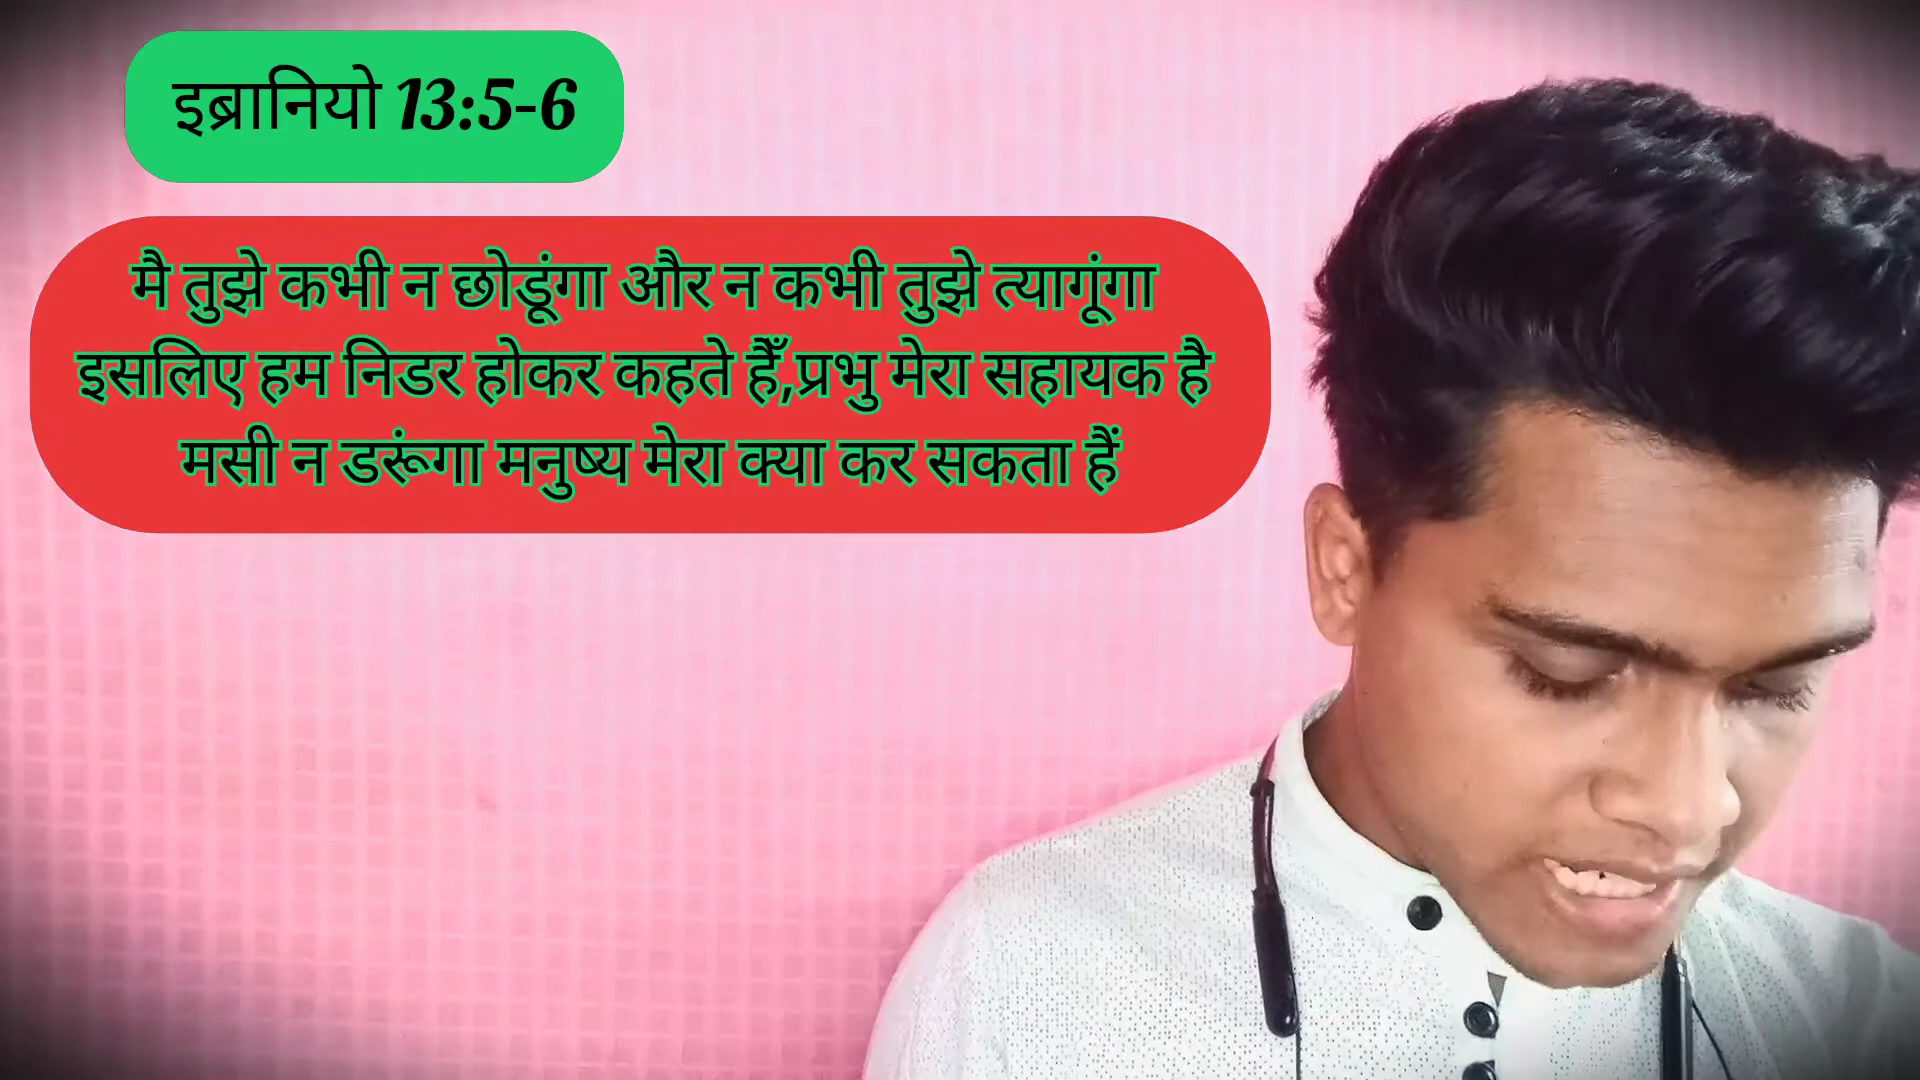 इब्रानियो 13:5-6
मै तुझे कभी न छोडूंगा और न कभी तुझे त्यागूंगा
इसलिए हम निडर होकर कहते हैँ,प्रभु मेरा सहायक है
मसी न डरूंगा मनुष्य मेरा क्या कर सकता हैं